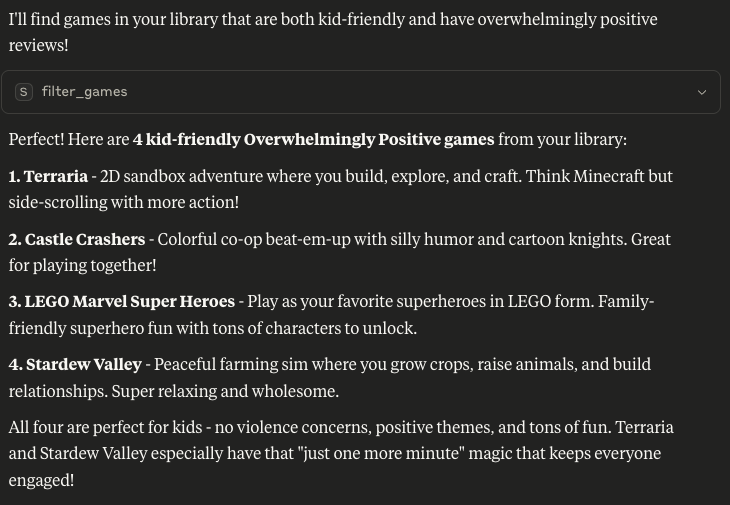 I'll find games in your library that are both kid-friendly and have overwhelmingly positive
reviews!
S filter_games
Perfect! Here are 4 kid-friendly Overwhelmingly Positive games from your library:
1. Terraria - 2D sandbox adventure where you build, explore, and craft. Think Minecraft but
side-scrolling with more action!
2. Castle Crashers - Colorful co-op beat-em-up with silly humor and cartoon knights. Great
for playing together!
3. LEGO Marvel Super Heroes - Play as your favorite superheroes in LEGO form. Family-
friendly superhero fun with tons of characters to unlock.
4. Stardew Valley - Peaceful farming sim where you grow crops, raise animals, and build
relationships. Super relaxing and wholesome.
All four are perfect for kids - no violence concerns, positive themes, and tons of fun. Terraria
and Stardew Valley especially have that "just one more minute" magic that keeps everyone
engaged!